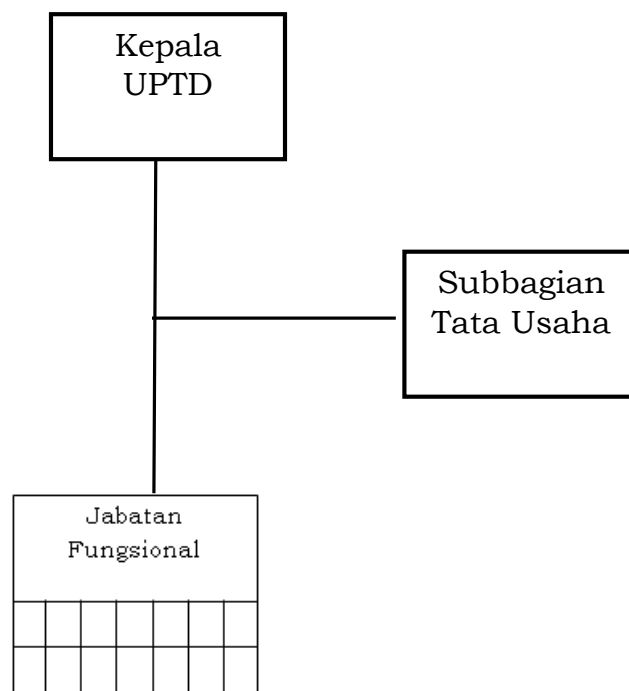 Kepala
UPTD
Subbagian
Tata Usaha
Jabatan
Fungsional